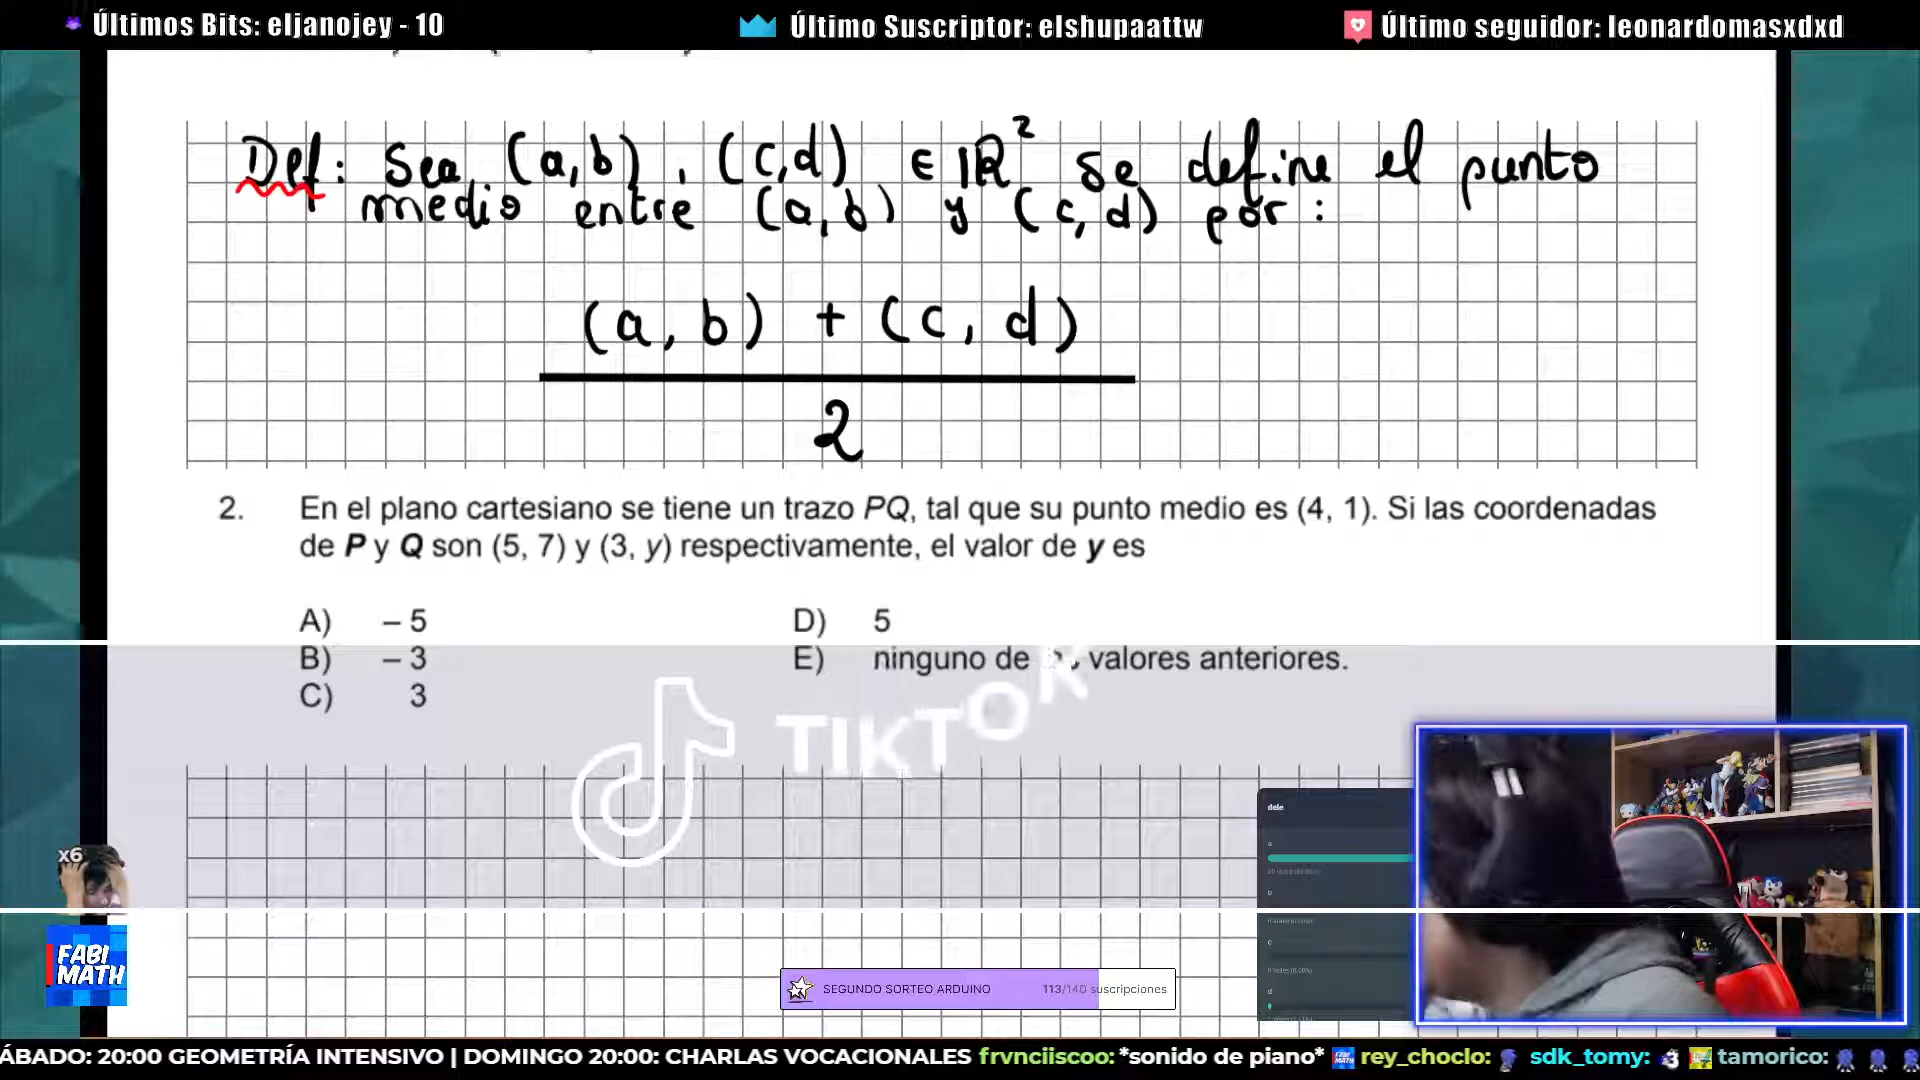 Últimos Bits: eljanojey - 10
Último Suscriptor: elshupaattw
Último seguidor: leonardomasxdxd
Def: Sea (a,b), (c,d) ∈ ℝ² se define el punto
medio entre (a,b) y (c,d) por:
(a, b) + (c, d)
2
2. En el plano cartesiano se tiene un trazo PQ, tal que su punto medio es (4, 1). Si las coordenadas
de P y Q son (5, 7) y (3, y) respectivamente, el valor de y es
A) – 5
B) – 3
C) 3
D) 5
E) ninguno de valores anteriores.
TIKTOK
dele
a
b
c
d
x6
FABI
MATH
SEGUNDO SORTEO ARDUINO 113/140 suscripciones
ÁBADO: 20:00 GEOMETRÍA INTENSIVO | DOMINGO 20:00: CHARLAS VOCACIONALES frvnciiscoo: *sonido de piano* rey_choclo: sdk_tomy: tamorico: